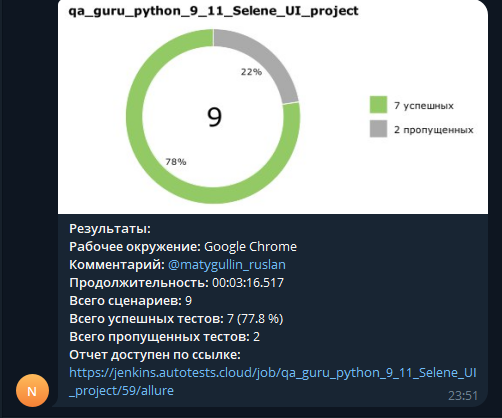 qa_guru_python_9_11_Selene_UI_project
22%
9
78%
7 успешных
2 пропущенных
Результаты:
Рабочее окружение: Google Chrome
Комментарий: @matygullin_ruslan
Продолжительность: 00:03:16.517
Всего сценариев: 9
Всего успешных тестов: 7 (77.8 %)
Всего пропущенных тестов: 2
Отчет доступен по ссылке:
https://jenkins.autotests.cloud/job/qa_guru_python_9_11_Selene_UI
_project/59/allure
N
23:51